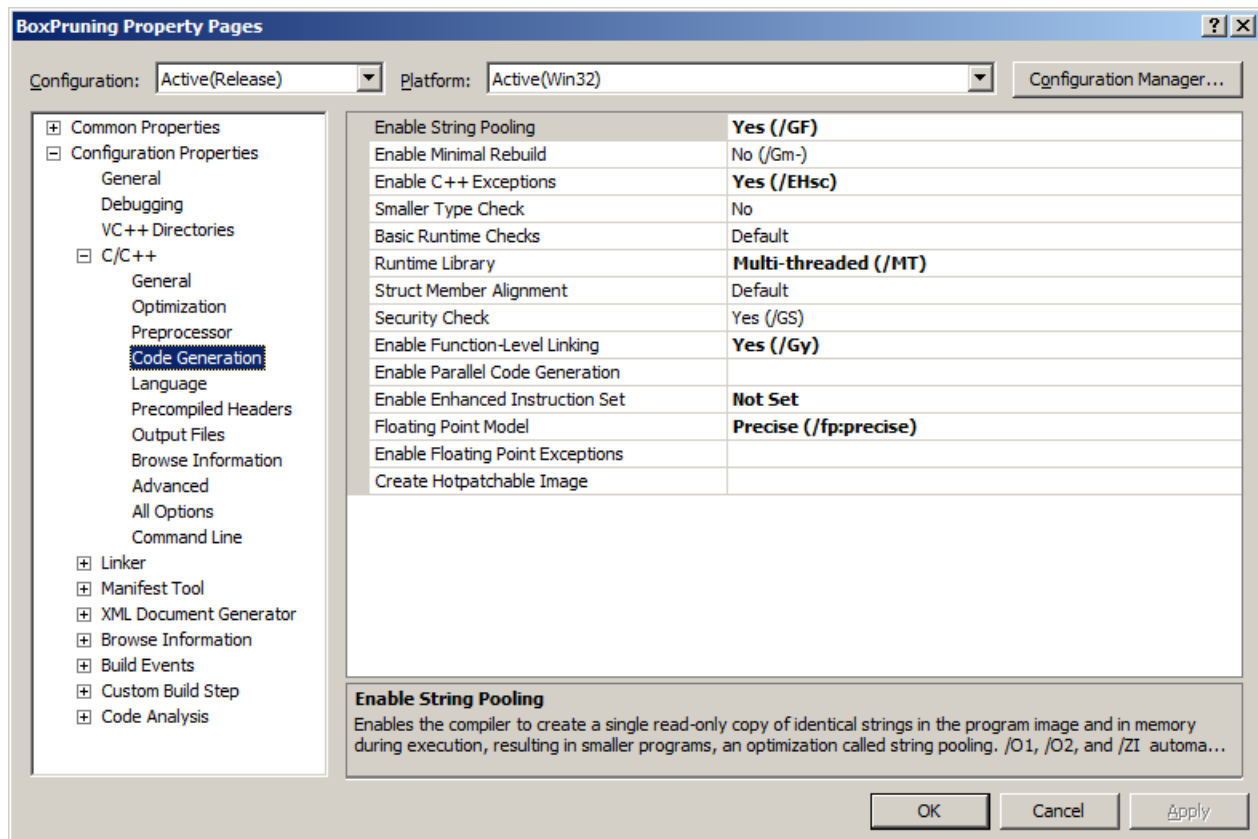 BoxPruning Property Pages
Configuration: Active(Release) Platform: Active(Win32) Configuration Manager...
Common Properties
Configuration Properties
General
Debugging
VC++ Directories
C/C++
General
Optimization
Preprocessor
Code Generation
Language
Precompiled Headers
Output Files
Browse Information
Advanced
All Options
Command Line
Linker
Manifest Tool
XML Document Generator
Browse Information
Build Events
Custom Build Step
Code Analysis
Enable String Pooling Yes (/GF)
Enable Minimal Rebuild No (/Gm-)
Enable C++ Exceptions Yes (/EHsc)
Smaller Type Check No
Basic Runtime Checks Default
Runtime Library Multi-threaded (/MT)
Struct Member Alignment Default
Security Check Yes (/GS)
Enable Function-Level Linking Yes (/Gy)
Enable Parallel Code Generation
Enable Enhanced Instruction Set Not Set
Floating Point Model Precise (/fp:precise)
Enable Floating Point Exceptions
Create Hotpatchable Image
Enable String Pooling
Enables the compiler to create a single read-only copy of identical strings in the program image and in memory
during execution, resulting in smaller programs, an optimization called string pooling. /O1, /O2, and /ZI automa...
OK Cancel Apply